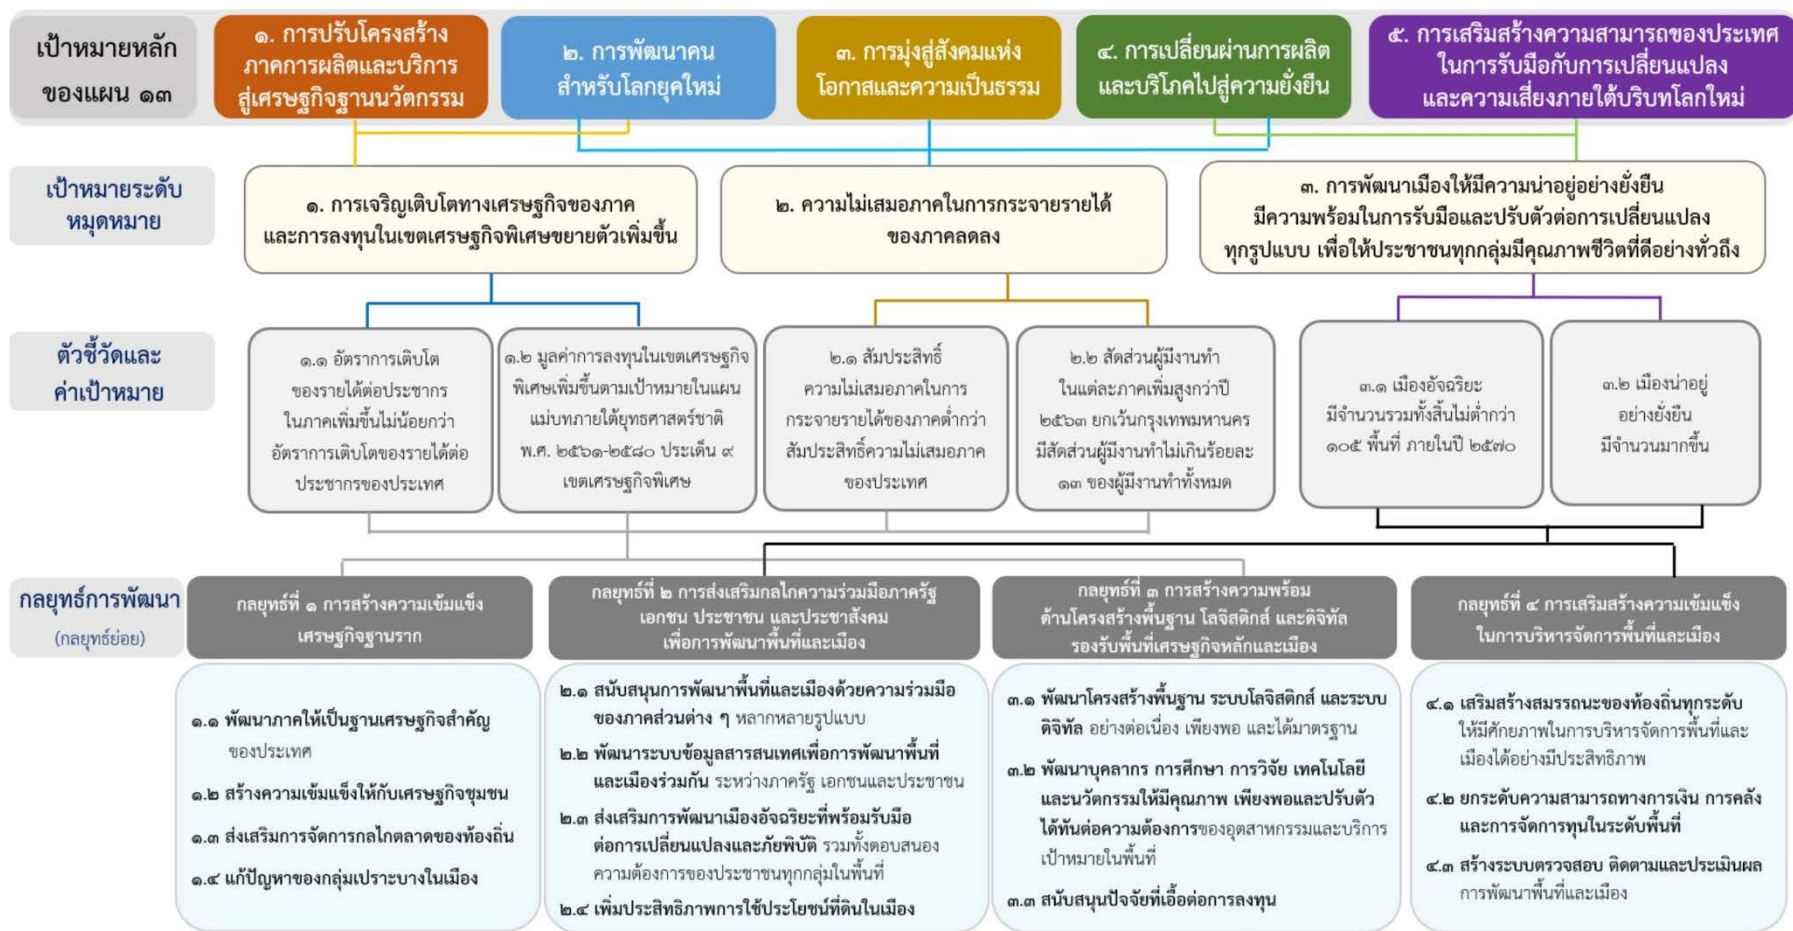 เป้าหมายหลัก
ของแผน ๑๓
๑. การปรับโครงสร้าง
ภาคการผลิตและบริการ
สู่เศรษฐกิจฐานนวัตกรรม
๒. การพัฒนาคน
สำหรับโลกยุคใหม่
๓. การมุ่งสู่สังคมแห่ง
โอกาสและความเป็นธรรม
๔. การเปลี่ยนผ่านการผลิต
และบริโภคไปสู่ความยั่งยืน
๕. การเสริมสร้างความสามารถของประเทศ
ในการรับมือกับการเปลี่ยนแปลง
และความเสี่ยงภายใต้บริบทโลกใหม่
เป้าหมายระดับ
หมุดหมาย
๑. การเจริญเติบโตทางเศรษฐกิจของภาค
และการลงทุนในเขตเศรษฐกิจพิเศษขยายตัวเพิ่มขึ้น
๒. ความไม่เสมอภาคในการกระจายรายได้
ของภาคลดลง
๓. การพัฒนาเมืองให้มีความน่าอยู่อย่างยั่งยืน
มีความพร้อมในการรับมือและปรับตัวต่อการเปลี่ยนแปลง
ทุกรูปแบบ เพื่อให้ประชาชนทุกกลุ่มมีคุณภาพชีวิตที่ดีอย่างทั่วถึง
ตัวชี้วัดและ
ค่าเป้าหมาย
๑.๑ อัตราการเติบโต
ของรายได้ต่อประชากร
ในภาคเพิ่มขึ้นไม่น้อยกว่า
อัตราการเติบโตของรายได้ต่อ
ประชากรของประเทศ
๑.๒ มูลค่าการลงทุนในเขตเศรษฐกิจ
พิเศษเพิ่มขึ้นตามเป้าหมายในแผน
แม่บทภายใต้ยุทธศาสตร์ชาติ
พ.ศ. ๒๕๖๑-๒๕๘๐ ประเด็น ๙
เขตเศรษฐกิจพิเศษ
๒.๑ สัมประสิทธิ์
ความไม่เสมอภาคในการ
กระจายรายได้ของภาคต่ำกว่า
สัมประสิทธิ์ความไม่เสมอภาค
ของประเทศ
๒.๒ สัดส่วนผู้มีงานทำ
ในแต่ละภาคเพิ่มสูงกว่าปี
๒๕๖๓ ยกเว้นกรุงเทพมหานคร
มีสัดส่วนผู้มีงานทำไม่เกินร้อยละ
๑๓ ของผู้มีงานทำทั้งหมด
๓.๑ เมืองอัจฉริยะ
มีจำนวนรวมทั้งสิ้นไม่ต่ำกว่า
๑๐๕ พื้นที่ ภายในปี ๒๕๗๐
๓.๒ เมืองน่าอยู่
อย่างยั่งยืน
มีจำนวนมากขึ้น
กลยุทธ์การพัฒนา
(กลยุทธ์ย่อย)
กลยุทธ์ที่ ๑ การสร้างความเข้มแข็ง
เศรษฐกิจฐานราก
กลยุทธ์ที่ ๒ การส่งเสริมกลไกความร่วมมือภาครัฐ
เอกชน ประชาชน และประชาสังคม
เพื่อการพัฒนาพื้นที่และเมือง
กลยุทธ์ที่ ๓ การสร้างความพร้อม
ด้านโครงสร้างพื้นฐาน โลจิสติกส์ และดิจิทัล
รองรับพื้นที่เศรษฐกิจหลักและเมือง
กลยุทธ์ที่ ๔ การเสริมสร้างความเข้มแข็ง
ในการบริหารจัดการพื้นที่และเมือง
๑.๑ พัฒนาภาคให้เป็นฐานเศรษฐกิจสำคัญ
ของประเทศ
๑.๒ สร้างความเข้มแข็งให้กับเศรษฐกิจชุมชน
๑.๓ ส่งเสริมการจัดการกลไกตลาดของท้องถิ่น
๑.๔ แก้ปัญหาของกลุ่มเปราะบางในเมือง
๒.๑ สนับสนุนการพัฒนาพื้นที่และเมืองด้วยความร่วมมือ
ของภาคส่วนต่าง ๆ หลากหลายรูปแบบ
๒.๒ พัฒนาระบบข้อมูลสารสนเทศเพื่อการพัฒนาพื้นที่
และเมืองร่วมกัน ระหว่างภาครัฐ เอกชนและประชาชน
๒.๓ ส่งเสริมการพัฒนาเมืองอัจฉริยะที่พร้อมรับมือ
ต่อการเปลี่ยนแปลงและภัยพิบัติ รวมทั้งตอบสนอง
ความต้องการของประชาชนทุกกลุ่มในพื้นที่
๒.๔ เพิ่มประสิทธิภาพการใช้ประโยชน์ที่ดินในเมือง
๓.๑ พัฒนาโครงสร้างพื้นฐาน ระบบโลจิสติกส์ และระบบ
ดิจิทัล อย่างต่อเนื่อง เพียงพอ และได้มาตรฐาน
๓.๒ พัฒนาบุคลากร การศึกษา การวิจัย เทคโนโลยี
และนวัตกรรมให้มีคุณภาพ เพียงพอและปรับตัว
ได้ทันต่อความต้องการของอุตสาหกรรมและบริการ
เป้าหมายในพื้นที่
๓.๓ สนับสนุนปัจจัยที่เอื้อต่อการลงทุน
๔.๑ เสริมสร้างสมรรถนะของท้องถิ่นทุกระดับ
ให้มีศักยภาพในการบริหารจัดการพื้นที่และ
เมืองได้อย่างมีประสิทธิภาพ
๔.๒ ยกระดับความสามารถทางการเงิน การคลัง
และการจัดการทุนในระดับพื้นที่
๔.๓ สร้างระบบตรวจสอบ ติดตามและประเมินผล
การพัฒนาพื้นที่และเมือง